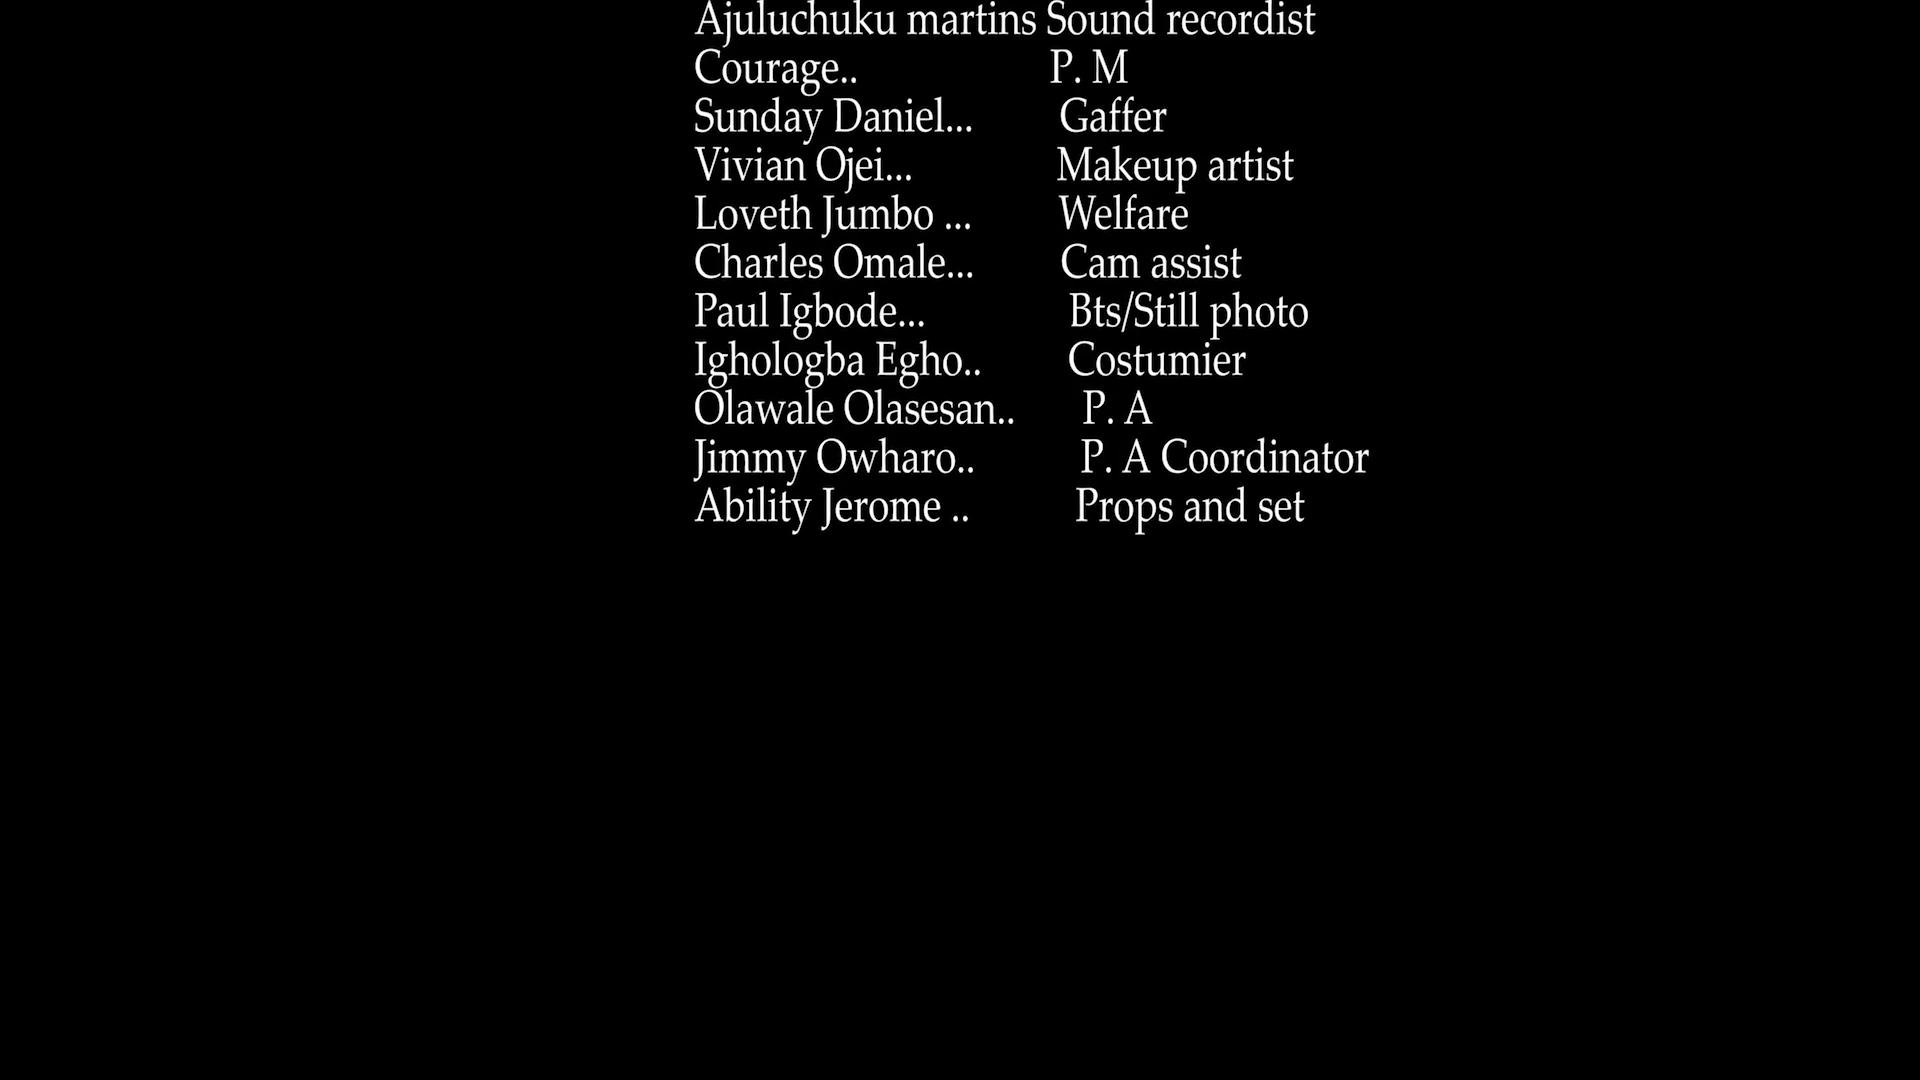 Ajuluchuku martins Sound recordist
Courage.. P. M
Sunday Daniel... Gaffer
Vivian Ojei... Makeup artist
Loveth Jumbo ... Welfare
Charles Omale... Cam assist
Paul Igbode... Bts/Still photo
Ighologba Egho.. Costumier
Olawale Olasesan.. P. A
Jimmy Owharo.. P. A Coordinator
Ability Jerome .. Props and set